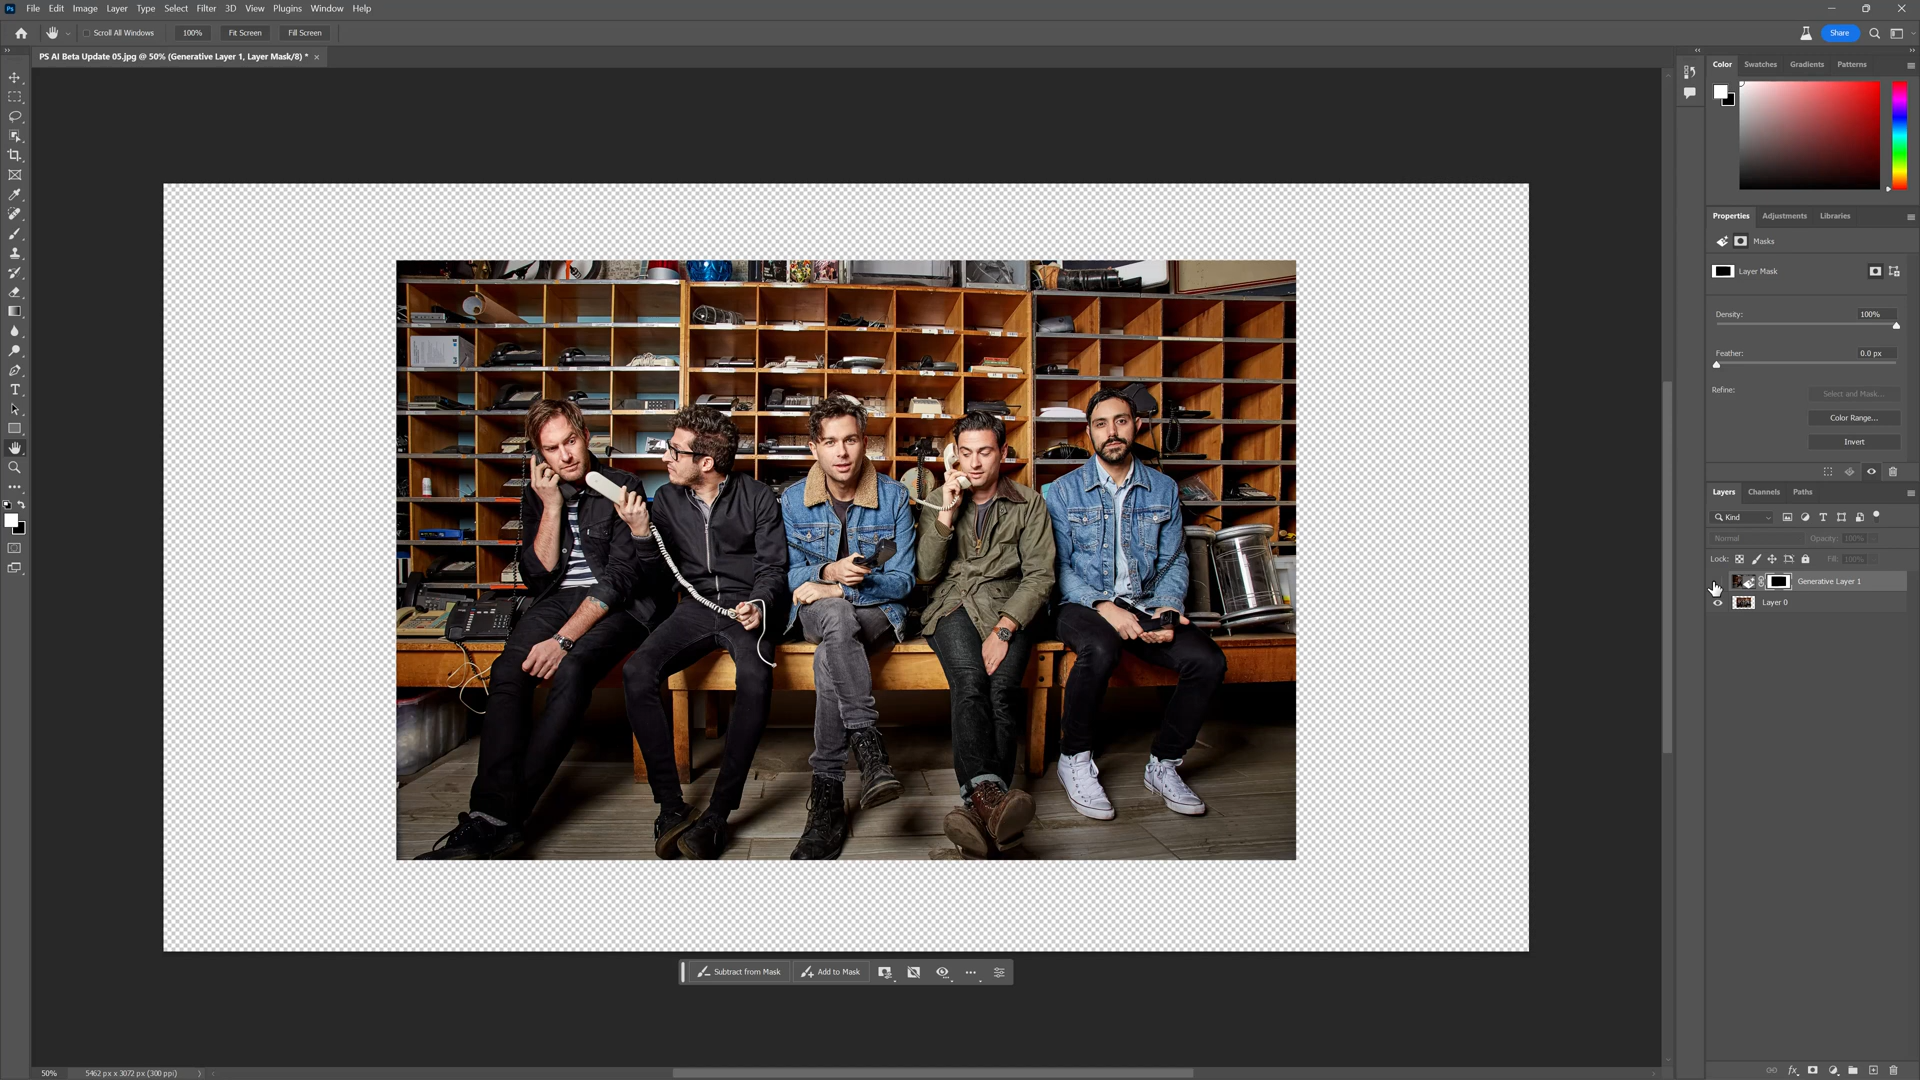 Ps File Edit Image Layer Type Select Filter 3D View Plugins Window Help
Scroll All Windows 100% Fit Screen Fill Screen Share
PS AI Beta Update 05.jpg @ 50% (Generative Layer 1, Layer Mask/8) * ×
Color Swatches Gradients Patterns
Properties Adjustments Libraries
Masks
Layer Mask
Density: 100%
Feather: 0.0 px
Refine: Select and Mask...
Color Range...
Invert
Layers Channels Paths
Kind
Normal Opacity: 100%
Lock: Fill: 100%
Generative Layer 1
Layer 0
Subtract from Mask Add to Mask
50% 5462 px x 3072 px (300 ppi)
fx